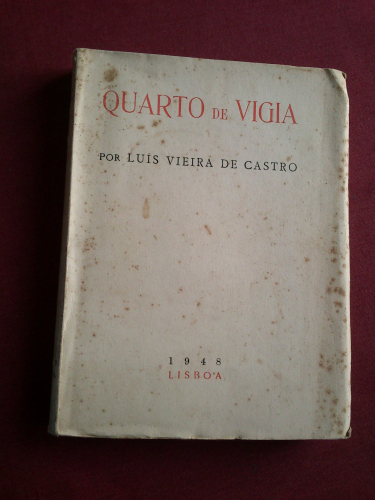 QUARTO DE VIGIA
POR LUÍS VIEIRA DE CASTRO
1948
LISBOA